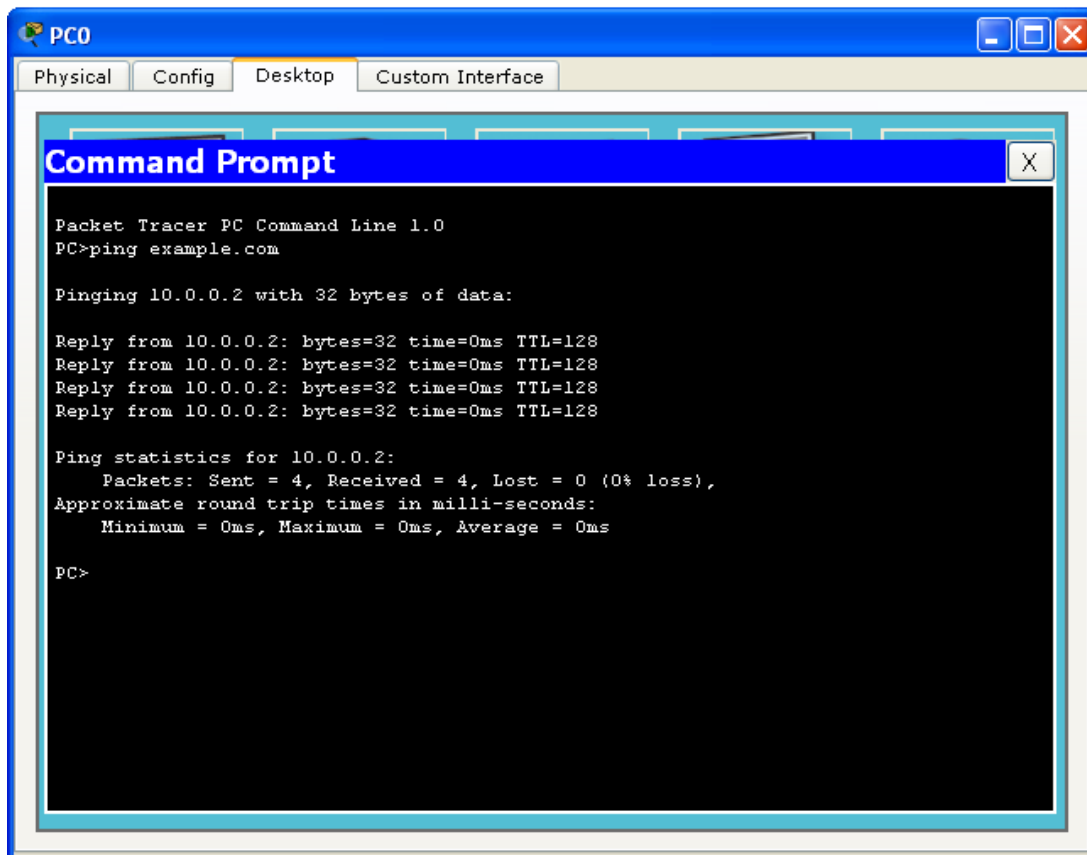 PC0
Physical Config Desktop Custom Interface
Command Prompt
X
Packet Tracer PC Command Line 1.0
PC>ping example.com
Pinging 10.0.0.2 with 32 bytes of data:
Reply from 10.0.0.2: bytes=32 time=0ms TTL=128
Reply from 10.0.0.2: bytes=32 time=0ms TTL=128
Reply from 10.0.0.2: bytes=32 time=0ms TTL=128
Reply from 10.0.0.2: bytes=32 time=0ms TTL=128
Ping statistics for 10.0.0.2:
Packets: Sent = 4, Received = 4, Lost = 0 (0% loss),
Approximate round trip times in milli-seconds:
Minimum = 0ms, Maximum = 0ms, Average = 0ms
PC>